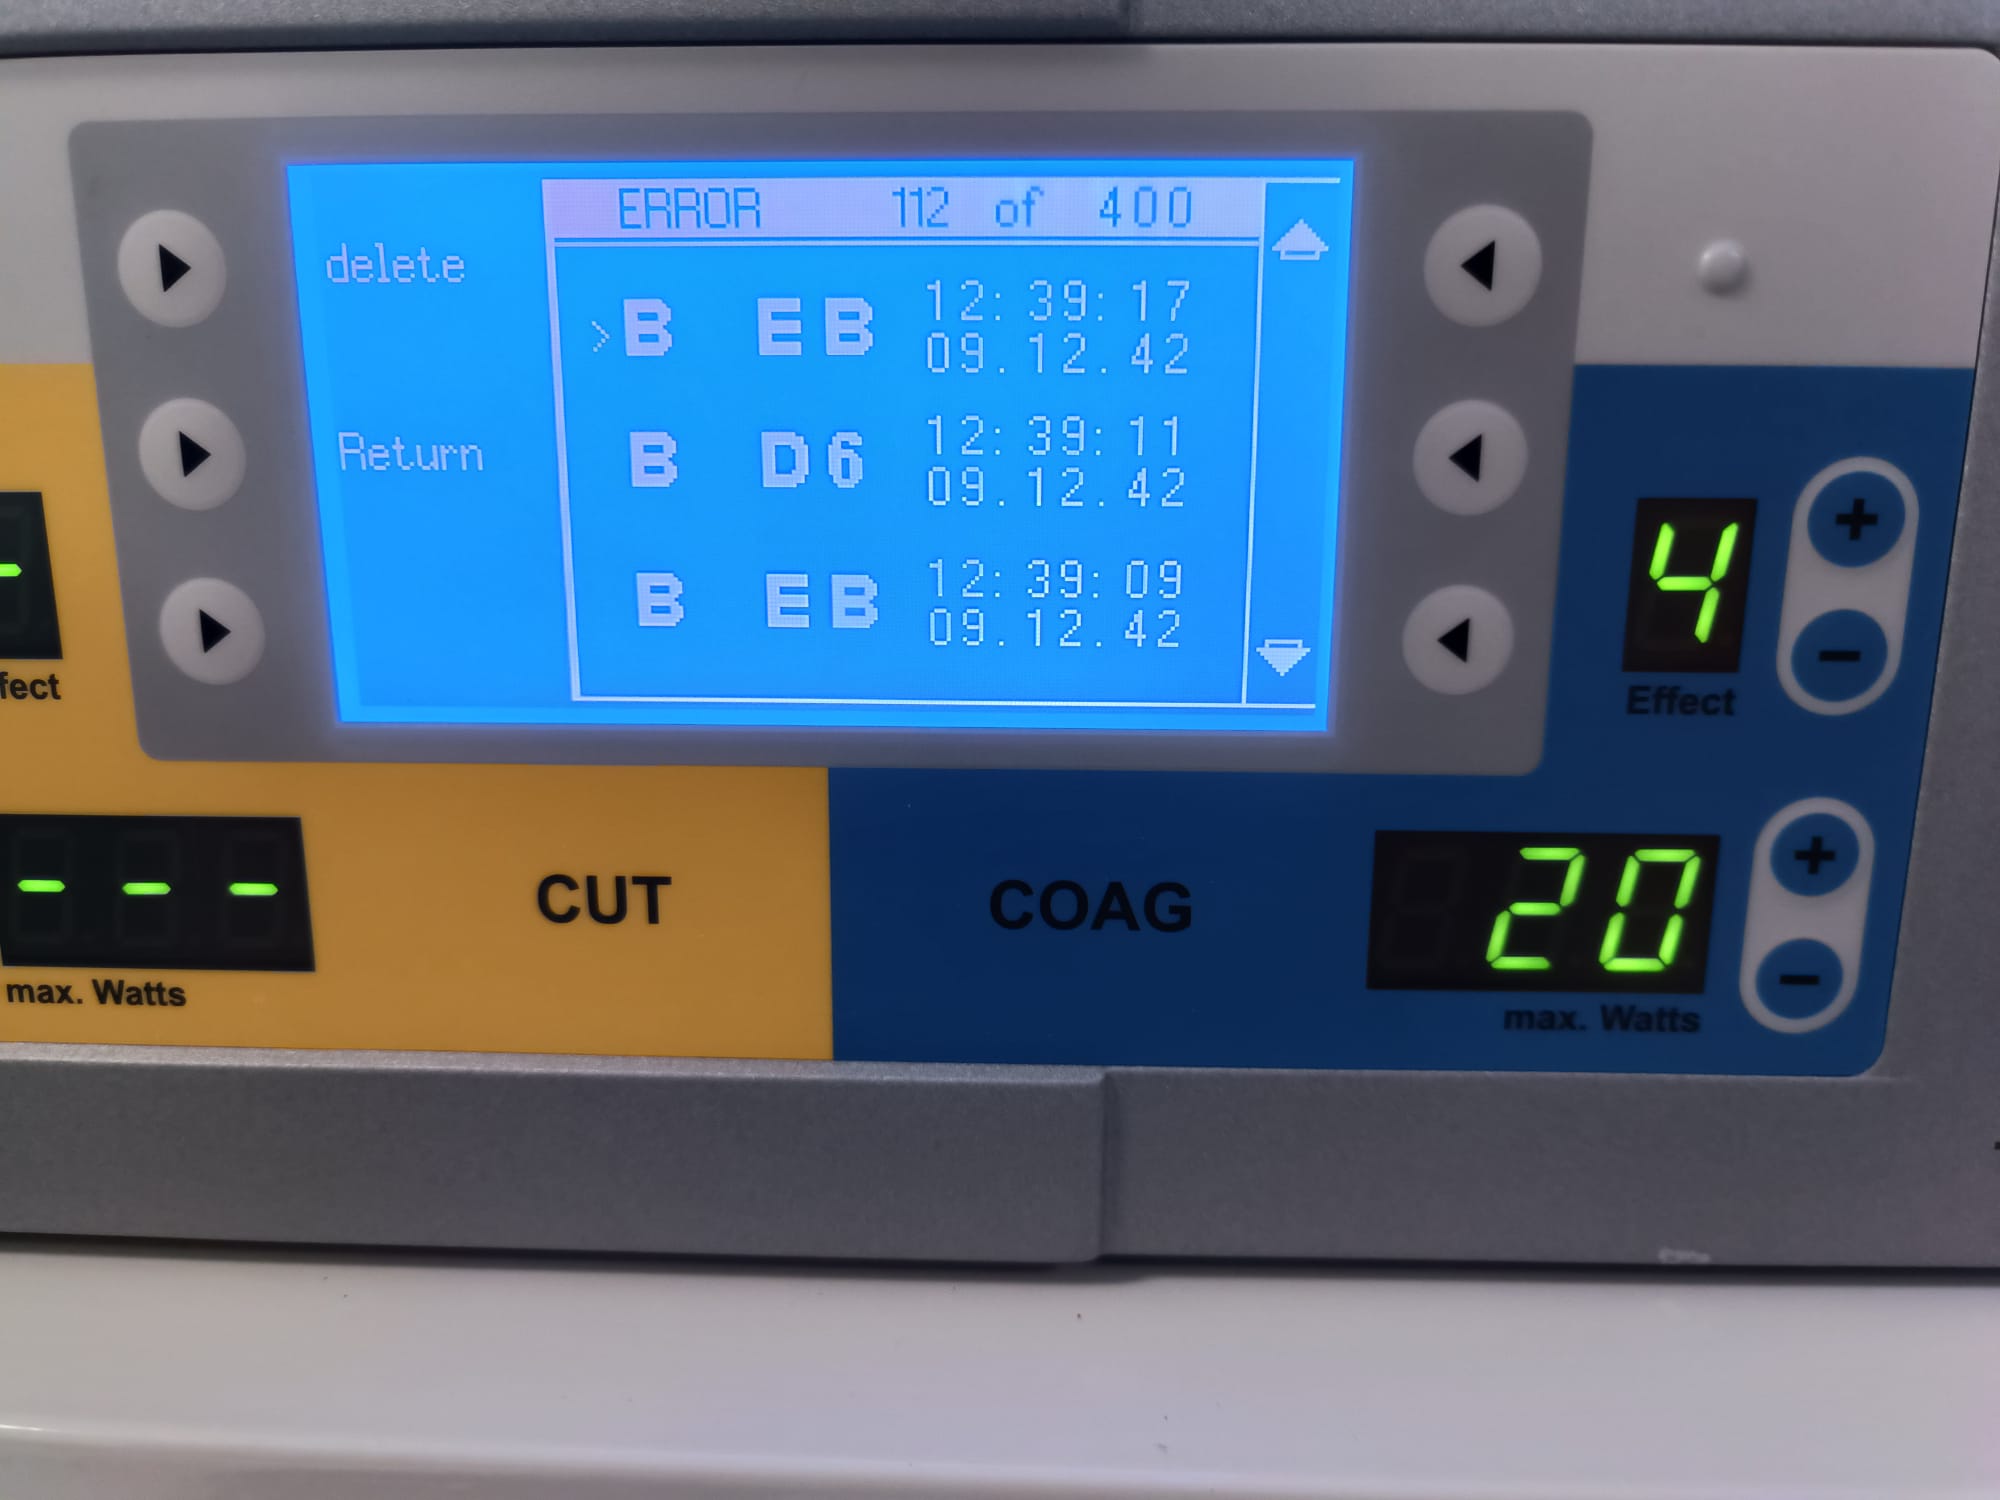 ERROR 112 of 400
delete
>B EB 12:39:17
09.12.42
Return
B D6 12:39:11
09.12.42
B EB 12:39:09
09.12.42
4
Effect
fect
- - -
max. Watts
CUT
COAG
20
max. Watts